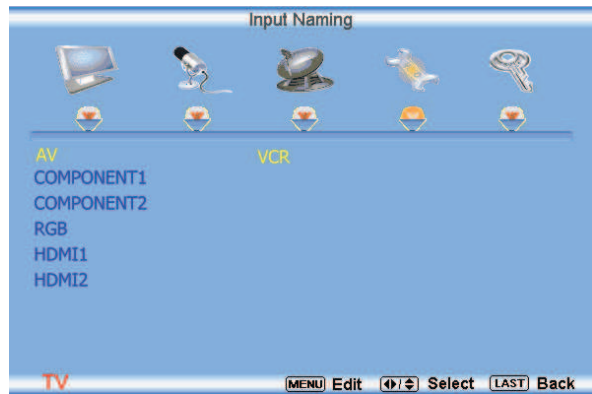 Input Naming
AV VCR
COMPONENT1
COMPONENT2
RGB
HDMI1
HDMI2
TV MENU Edit / Select LAST Back